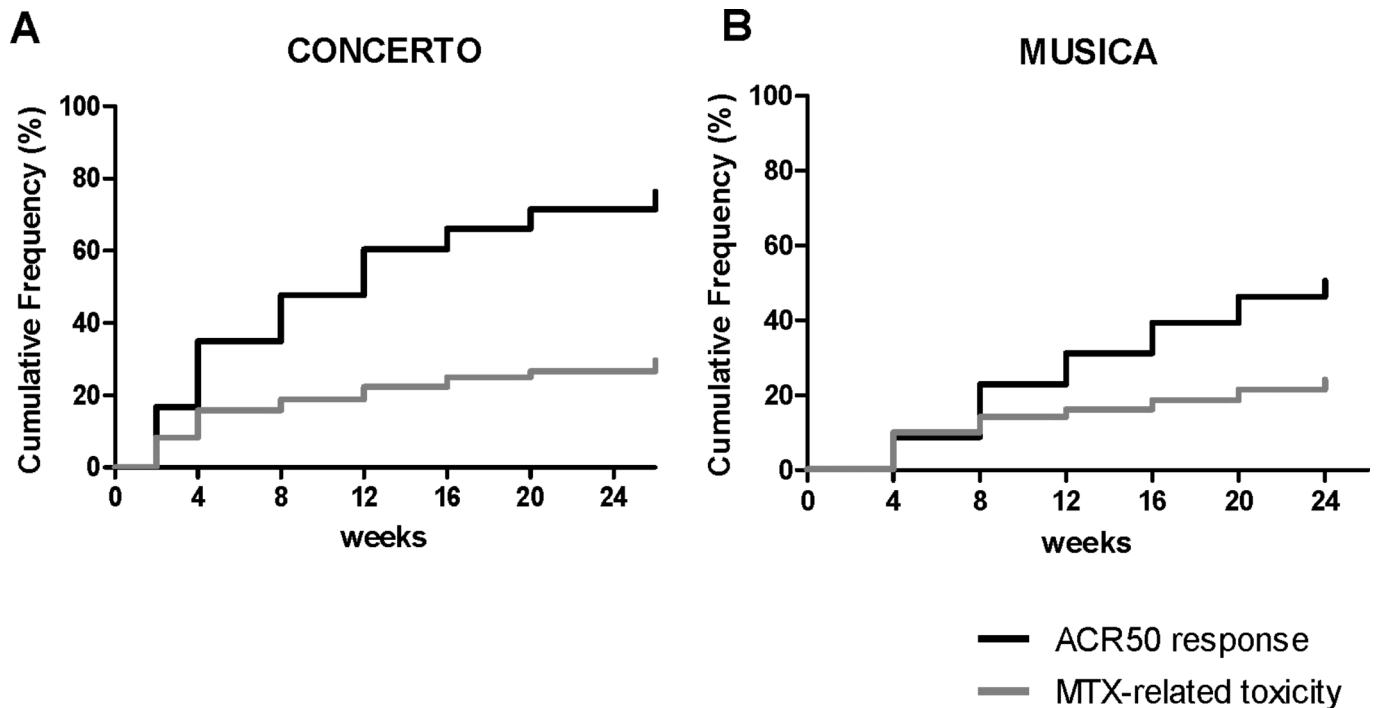 A
CONCERTO
Cumulative Frequency (%)
100
80
60
40
20
0
0 4 8 12 16 20 24
weeks
B
MUSICA
Cumulative Frequency (%)
100
80
60
40
20
0
0 4 8 12 16 20 24
weeks
ACR50 response
MTX-related toxicity